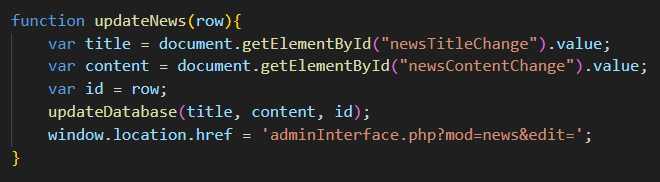 function updateNews(row){
    var title = document.getElementById("newsTitleChange").value;
    var content = document.getElementById("newsContentChange").value;
    var id = row;
    updateDatabase(title, content, id);
    window.location.href = 'adminInterface.php?mod=news&edit=';
}